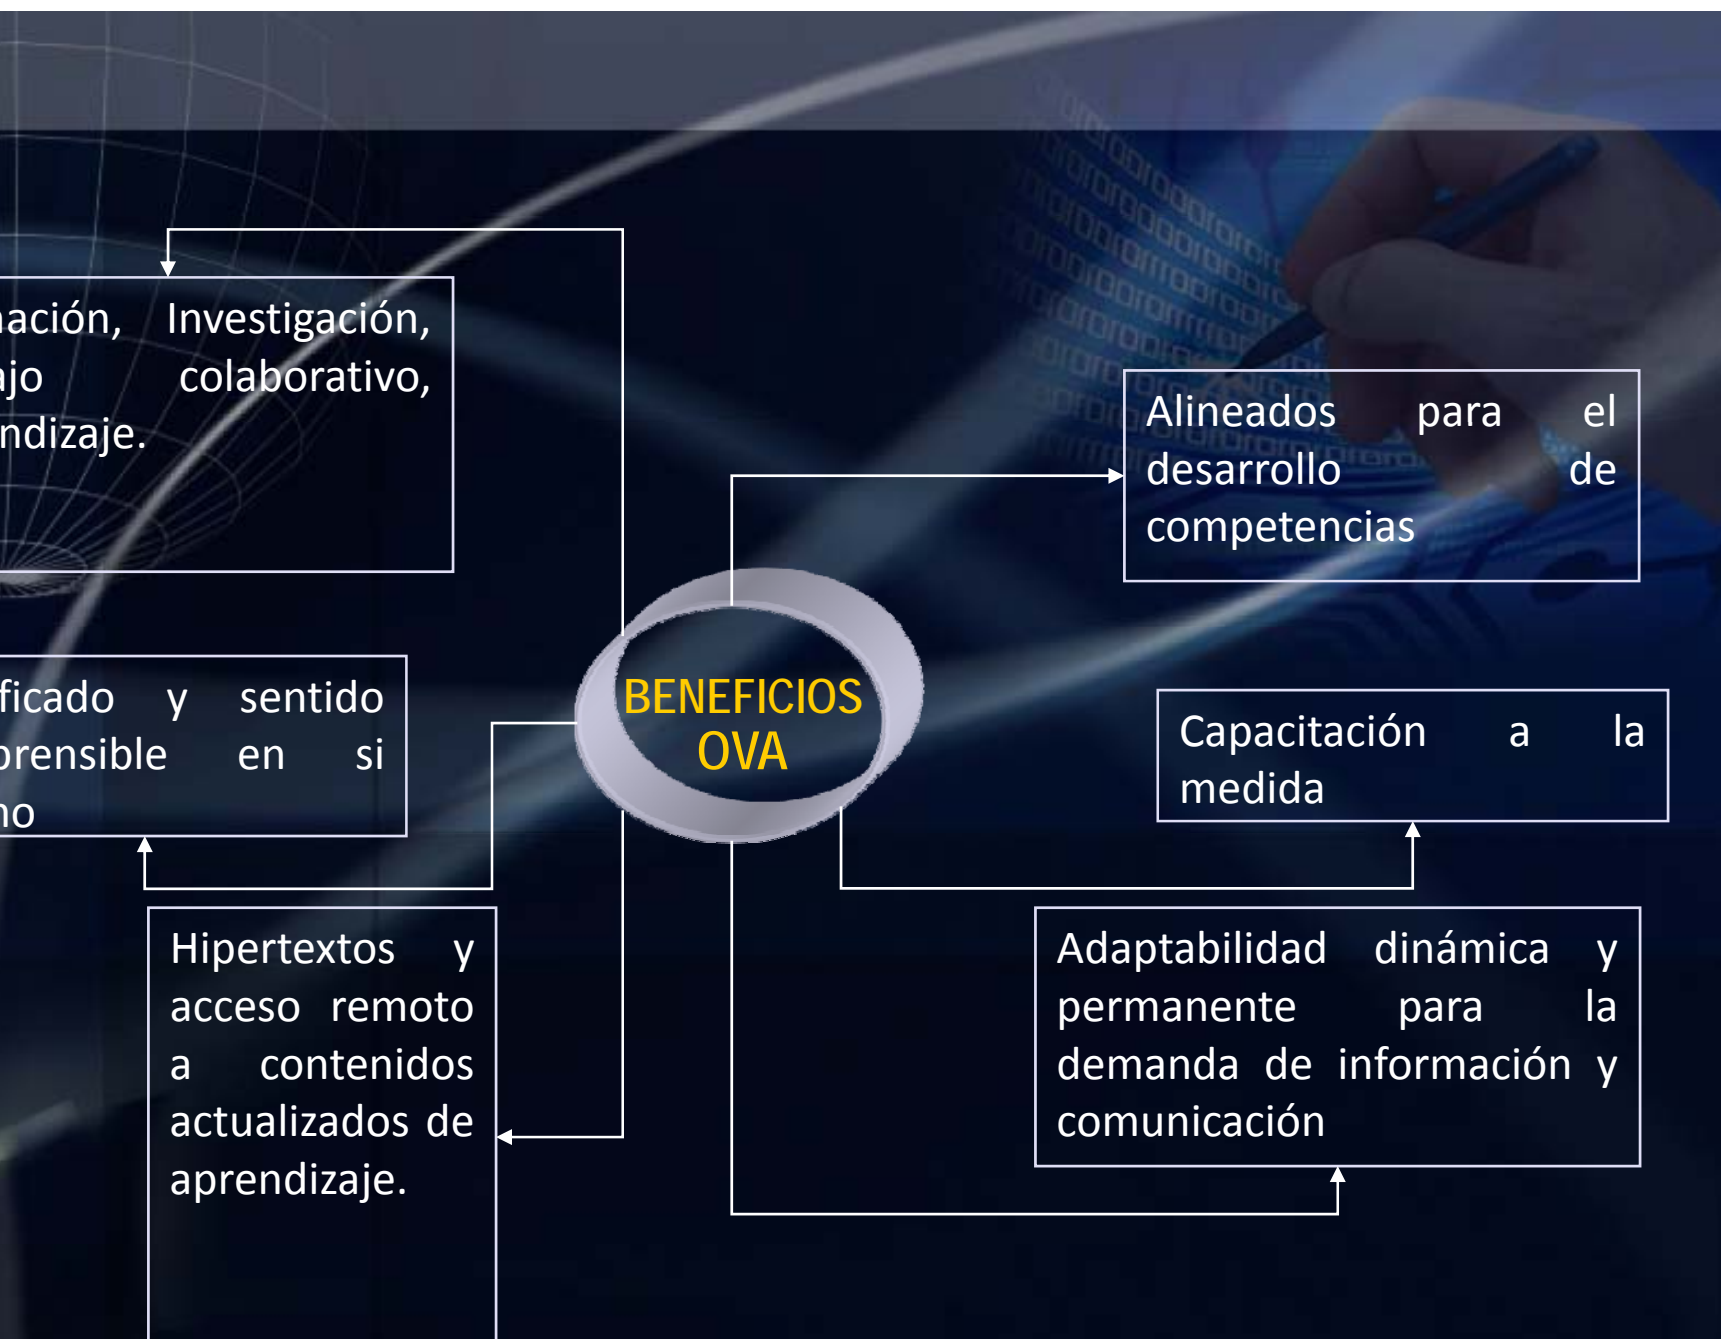 ación, Investigación,
ajo colaborativo,
ndizaje.
Alineados para el
desarrollo de
competencias
ficado y sentido
prensible en si
o
BENEFICIOS
OVA
Capacitación a la
medida
Hipertextos y
acceso remoto
a contenidos
actualizados de
aprendizaje.
Adaptabilidad dinámica y
permanente para la
demanda de información y
comunicación